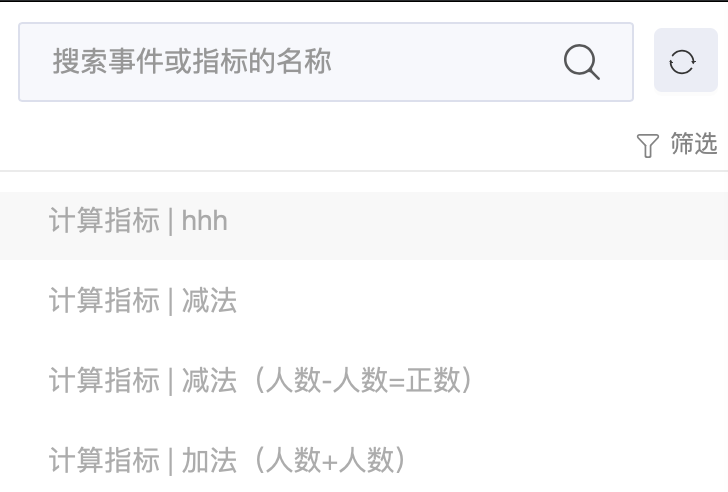 搜索事件或指标的名称
筛选
计算指标 | hhh
计算指标 | 减法
计算指标 | 减法（人数-人数=正数）
计算指标 | 加法（人数+人数）